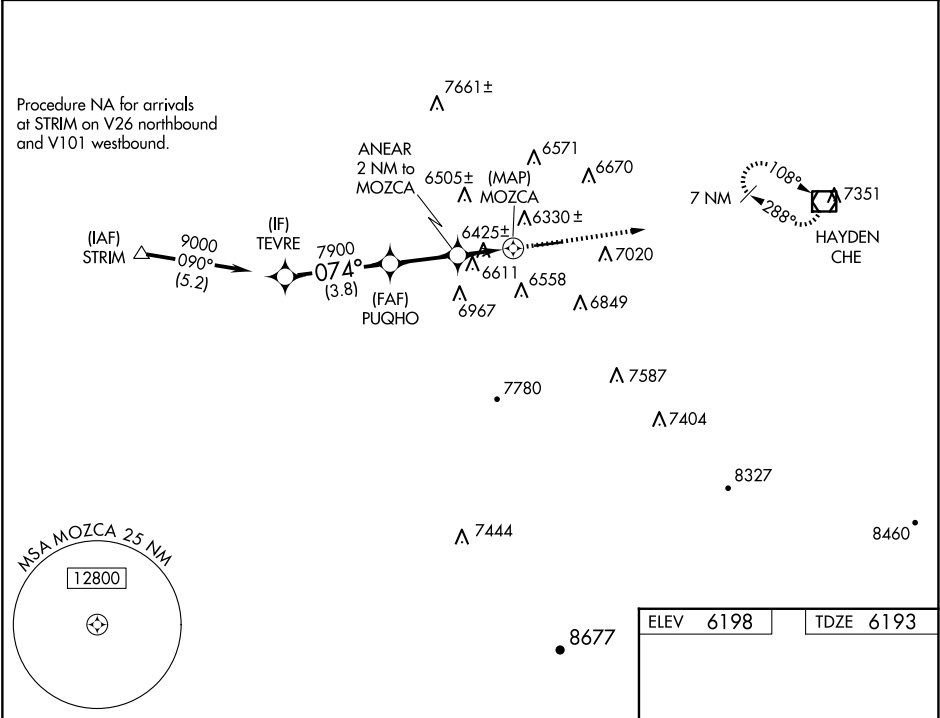 7661±
Procedure NA for arrivals
at STRIM on V26 northbound
and V101 westbound.
ANEAR
2 NM to
MOZCA
6571
6505±
(MAP)
MOZCA
6670
108°
7 NM
288°
7351
HAYDEN
CHE
6330±
6425±
(IAF)
STRIM
9000
090°
(5.2)
(IF)
TEVRE
7900
074°
(3.8)
(FAF)
PUQHO
6611
7020
6558
6967
6849
7587
7780
7404
8327
8460
7444
MSA MOZCA 25 NM
12800
8677
ELEV 6198
TDZE 6193